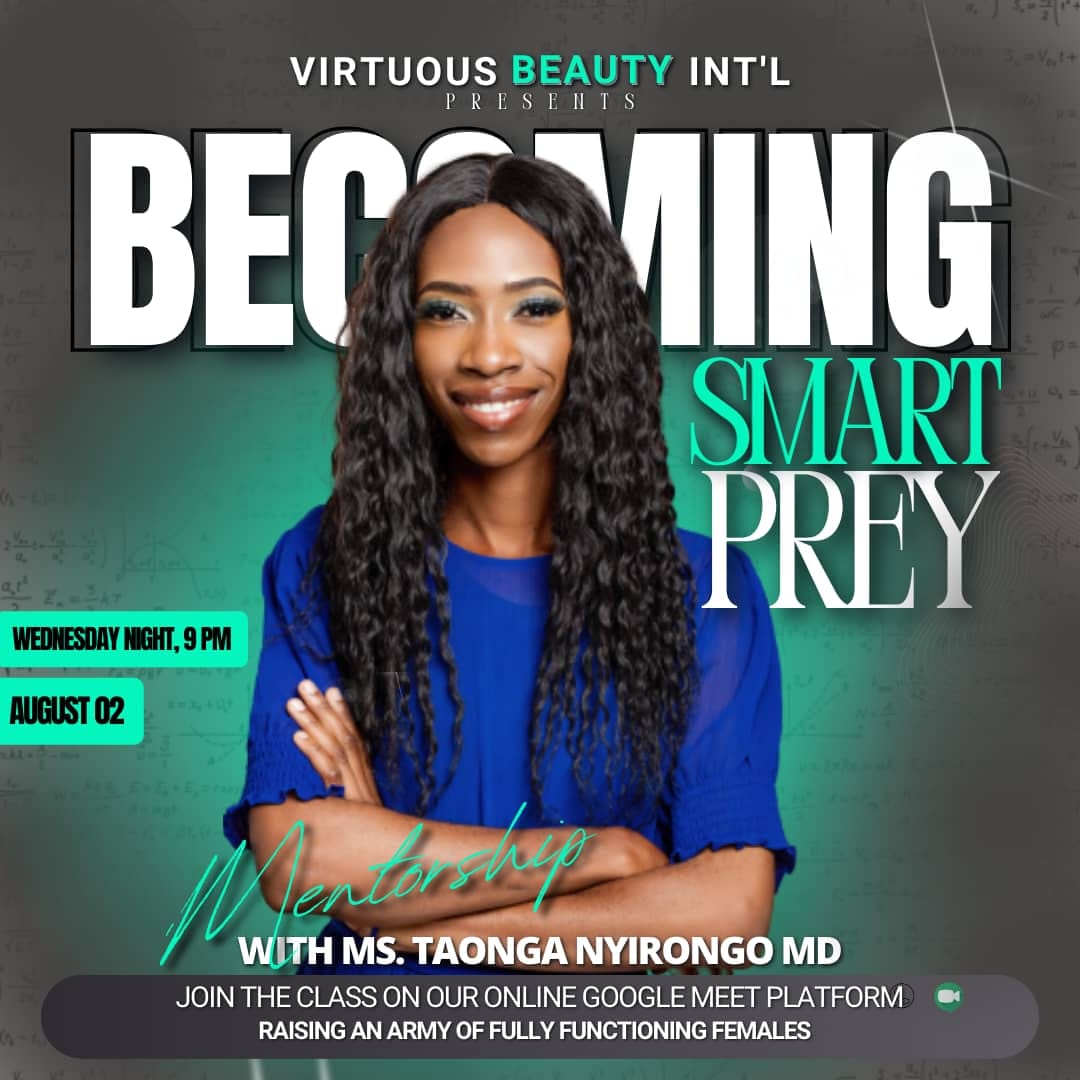 VIRTUOUS BEAUTY INT'L
PRESENTS
BECOMING
SMART
PREY
WEDNESDAY NIGHT, 9 PM
AUGUST 02
Mentorship
WITH MS. TAONGA NYIRONGO MD
JOIN THE CLASS ON OUR ONLINE GOOGLE MEET PLATFORM
RAISING AN ARMY OF FULLY FUNCTIONING FEMALES